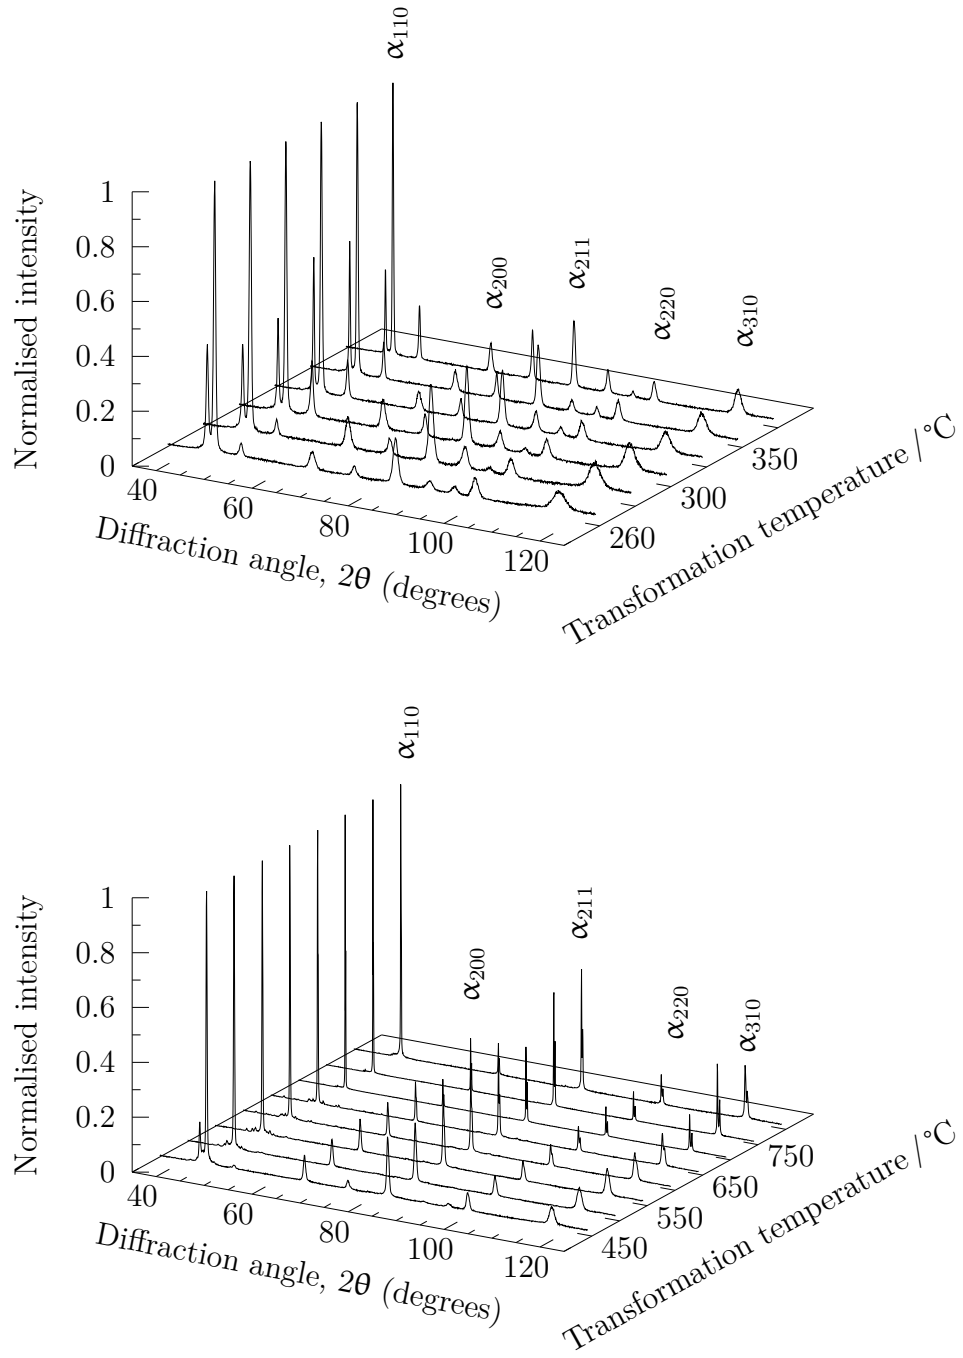 α110
Normalised intensity
1
0.8
0.6
0.4
0.2
0
α200
α211
α220
α310
40
60
80
100
120
260
300
350
Diffraction angle, 2θ (degrees)
Transformation temperature / °C
α110
Normalised intensity
1
0.8
0.6
0.4
0.2
0
α200
α211
α220
α310
40
60
80
100
120
450
550
650
750
Diffraction angle, 2θ (degrees)
Transformation temperature / °C